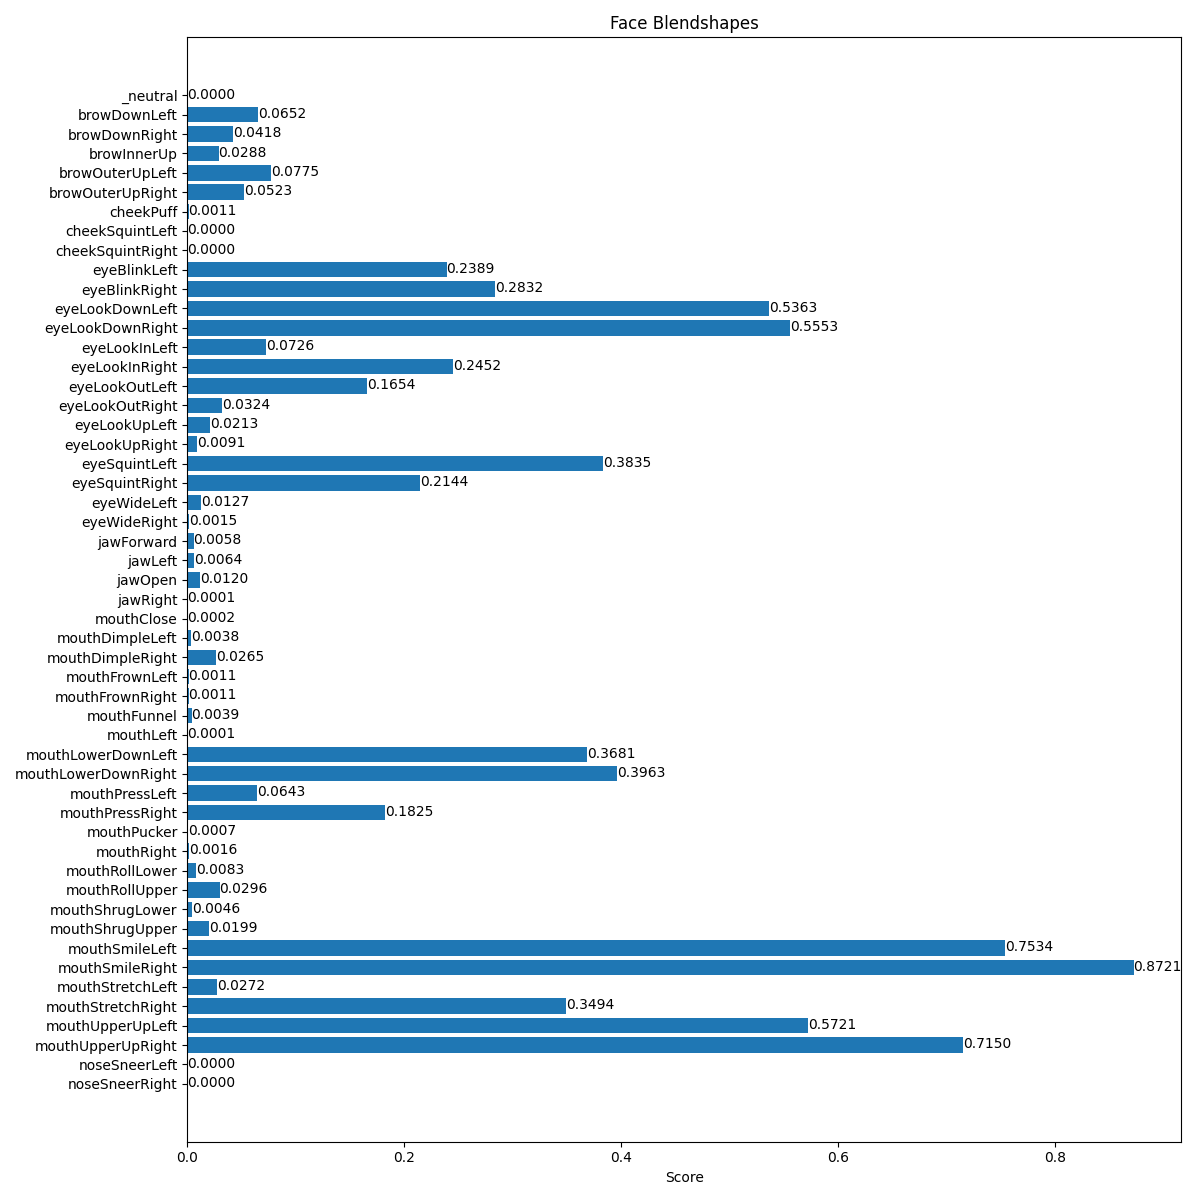 Face Blendshapes
_neutral 0.0000
browDownLeft 0.0652
browDownRight 0.0418
browInnerUp 0.0288
browOuterUpLeft 0.0775
browOuterUpRight 0.0523
cheekPuff 0.0011
cheekSquintLeft 0.0000
cheekSquintRight 0.0000
eyeBlinkLeft 0.2389
eyeBlinkRight 0.2832
eyeLookDownLeft 0.5363
eyeLookDownRight 0.5553
eyeLookInLeft 0.0726
eyeLookInRight 0.2452
eyeLookOutLeft 0.1654
eyeLookOutRight 0.0324
eyeLookUpLeft 0.0213
eyeLookUpRight 0.0091
eyeSquintLeft 0.3835
eyeSquintRight 0.2144
eyeWideLeft 0.0127
eyeWideRight 0.0015
jawForward 0.0058
jawLeft 0.0064
jawOpen 0.0120
jawRight 0.0001
mouthClose 0.0002
mouthDimpleLeft 0.0038
mouthDimpleRight 0.0265
mouthFrownLeft 0.0011
mouthFrownRight 0.0011
mouthFunnel 0.0039
mouthLeft 0.0001
mouthLowerDownLeft 0.3681
mouthLowerDownRight 0.3963
mouthPressLeft 0.0643
mouthPressRight 0.1825
mouthPucker 0.0007
mouthRight 0.0016
mouthRollLower 0.0083
mouthRollUpper 0.0296
mouthShrugLower 0.0046
mouthShrugUpper 0.0199
mouthSmileLeft 0.7534
mouthSmileRight 0.8721
mouthStretchLeft 0.0272
mouthStretchRight 0.3494
mouthUpperUpLeft 0.5721
mouthUpperUpRight 0.7150
noseSneerLeft 0.0000
noseSneerRight 0.0000
0.0 0.2 0.4 0.6 0.8
Score